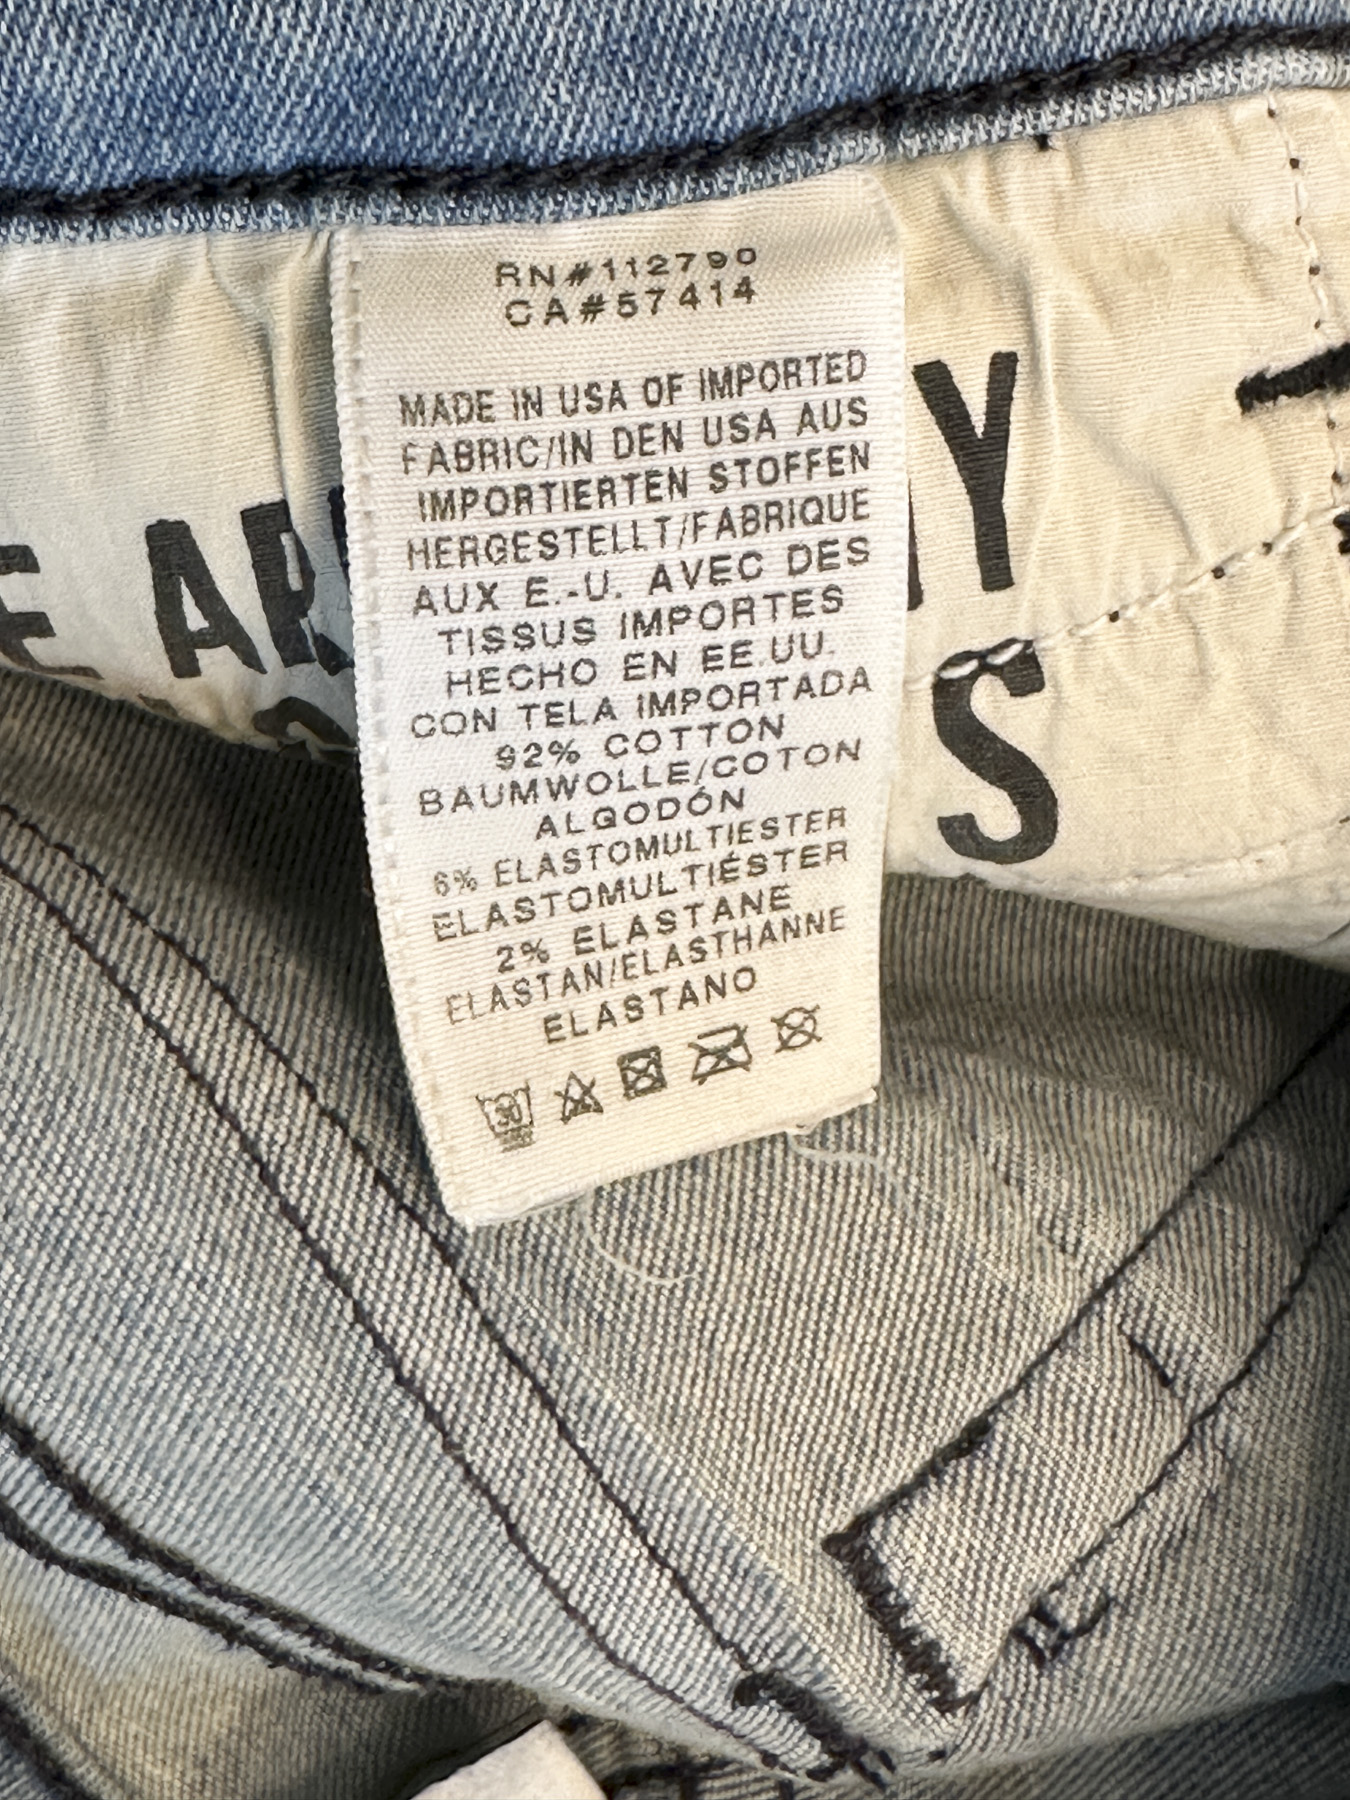 RN#112790
CA#57414
MADE IN USA OF IMPORTED
FABRIC/IN DEN USA AUS
IMPORTIERTEN STOFFEN
HERGESTELLT/FABRIQUE
AUX E.-U. AVEC DES
TISSUS IMPORTES
HECHO EN EE.UU.
CON TELA IMPORTADA
92% COTTON
BAUMWOLLE/COTON
ALGODÓN
6% ELASTOMULTIESTER
ELASTOMULTIÉSTER
2% ELASTANE
ELASTAN/ELASTHANNE
ELASTANO
30